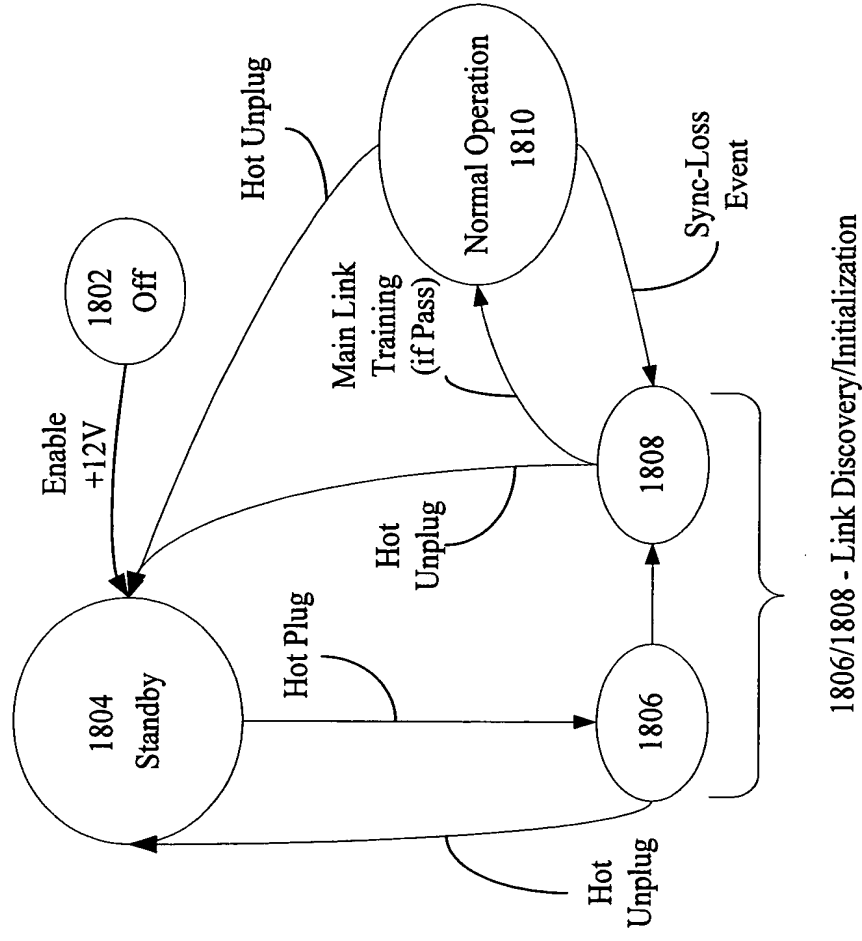 1804
Standby
Enable
+12V
1802
Off
Hot Unplug
Hot Plug
Hot
Unplug
Main Link
Training
(if Pass)
Normal Operation
1810
Hot
Unplug
1806
1808
Sync-Loss
Event
1806/1808 - Link Discovery/Initialization